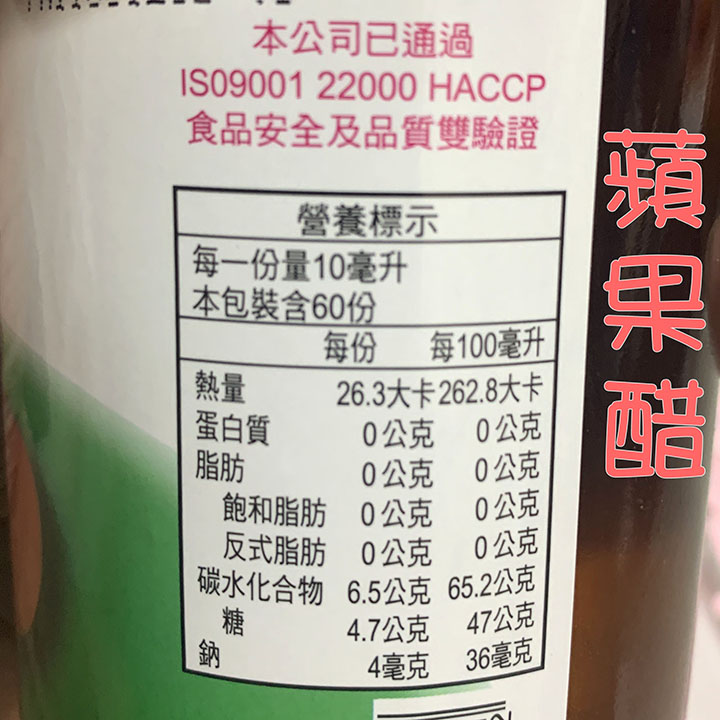 本公司已通過
ISO9001 22000 HACCP
食品安全及品質雙驗證
蘋果醋
營養標示
每一份量10毫升
本包裝含60份
每份 每100毫升
熱量 26.3大卡 262.8大卡
蛋白質 0公克 0公克
脂肪 0公克 0公克
飽和脂肪 0公克 0公克
反式脂肪 0公克 0公克
碳水化合物 6.5公克 65.2公克
糖 4.7公克 47公克
鈉 4毫克 36毫克